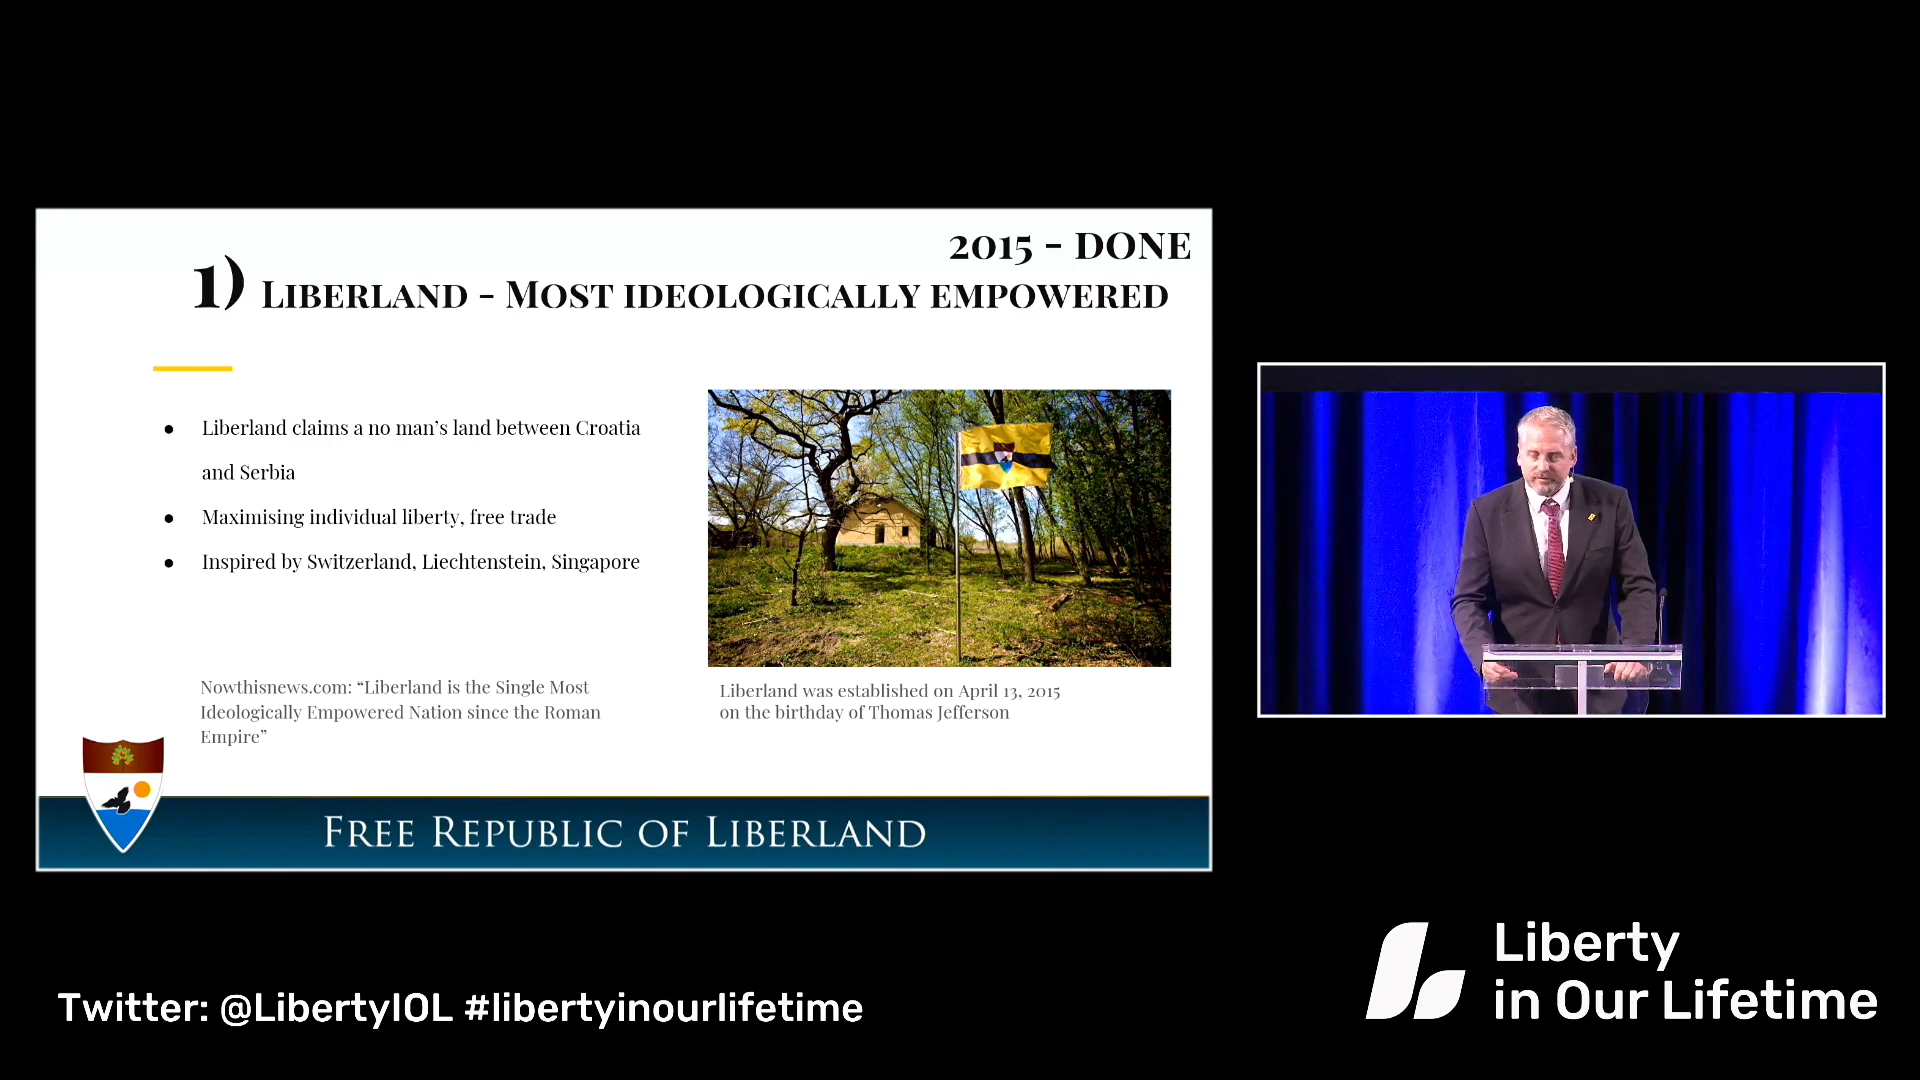 2015 - DONE
1) Liberland - Most ideologically empowered
● Liberland claims a no man’s land between Croatia
and Serbia
● Maximising individual liberty, free trade
● Inspired by Switzerland, Liechtenstein, Singapore
Nowthisnews.com: “Liberland is the Single Most
Ideologically Empowered Nation since the Roman
Empire”
Liberland was established on April 13, 2015
on the birthday of Thomas Jefferson
Free Republic of Liberland
Twitter: @LibertyIOL #libertyinourlifetime
Liberty
in Our Lifetime